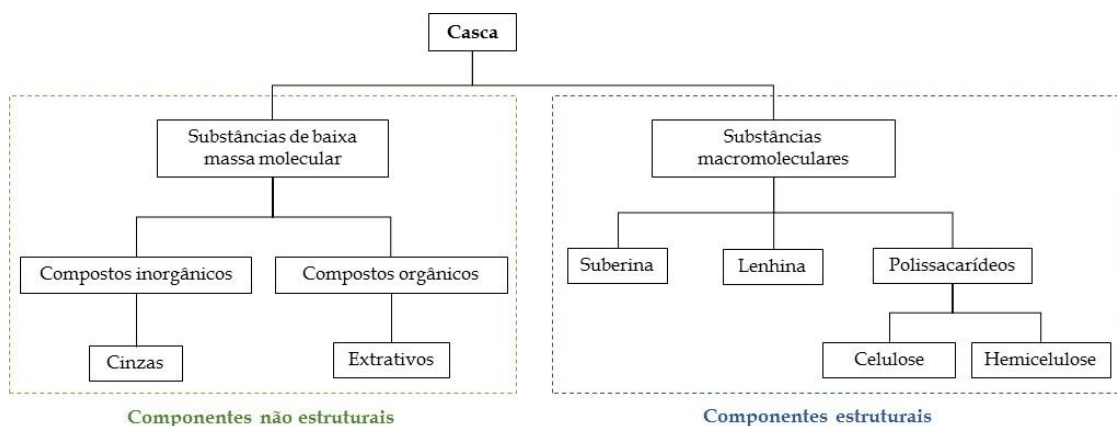 Casca
Substâncias de baixa
massa molecular
Substâncias
macromoleculares
Compostos inorgânicos
Compostos orgânicos
Suberina
Lenhina
Polissacarídeos
Cinzas
Extrativos
Celulose
Hemicelulose
Componentes não estruturais
Componentes estruturais